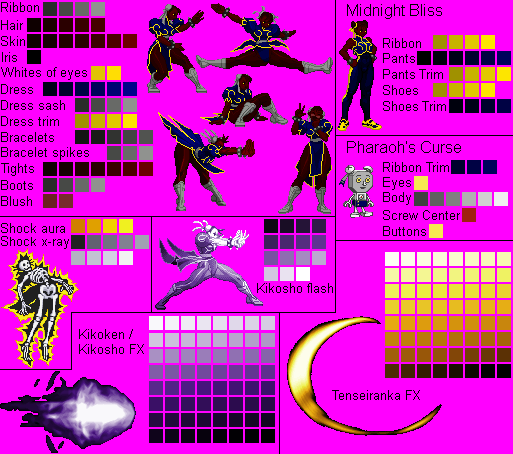 Ribbon
Hair
Skin
Iris
Whites of eyes
Dress
Dress sash
Dress trim
Bracelets
Bracelet spikes
Tights
Boots
Blush
Midnight Bliss
Ribbon
Pants
Pants Trim
Shoes
Shoes Trim
Pharaoh's Curse
Ribbon Trim
Eyes
Body
Screw Center
Buttons
Shock aura
Shock x-ray
Kikosho flash
Kikoken /
Kikosho FX
Tenseiranka FX